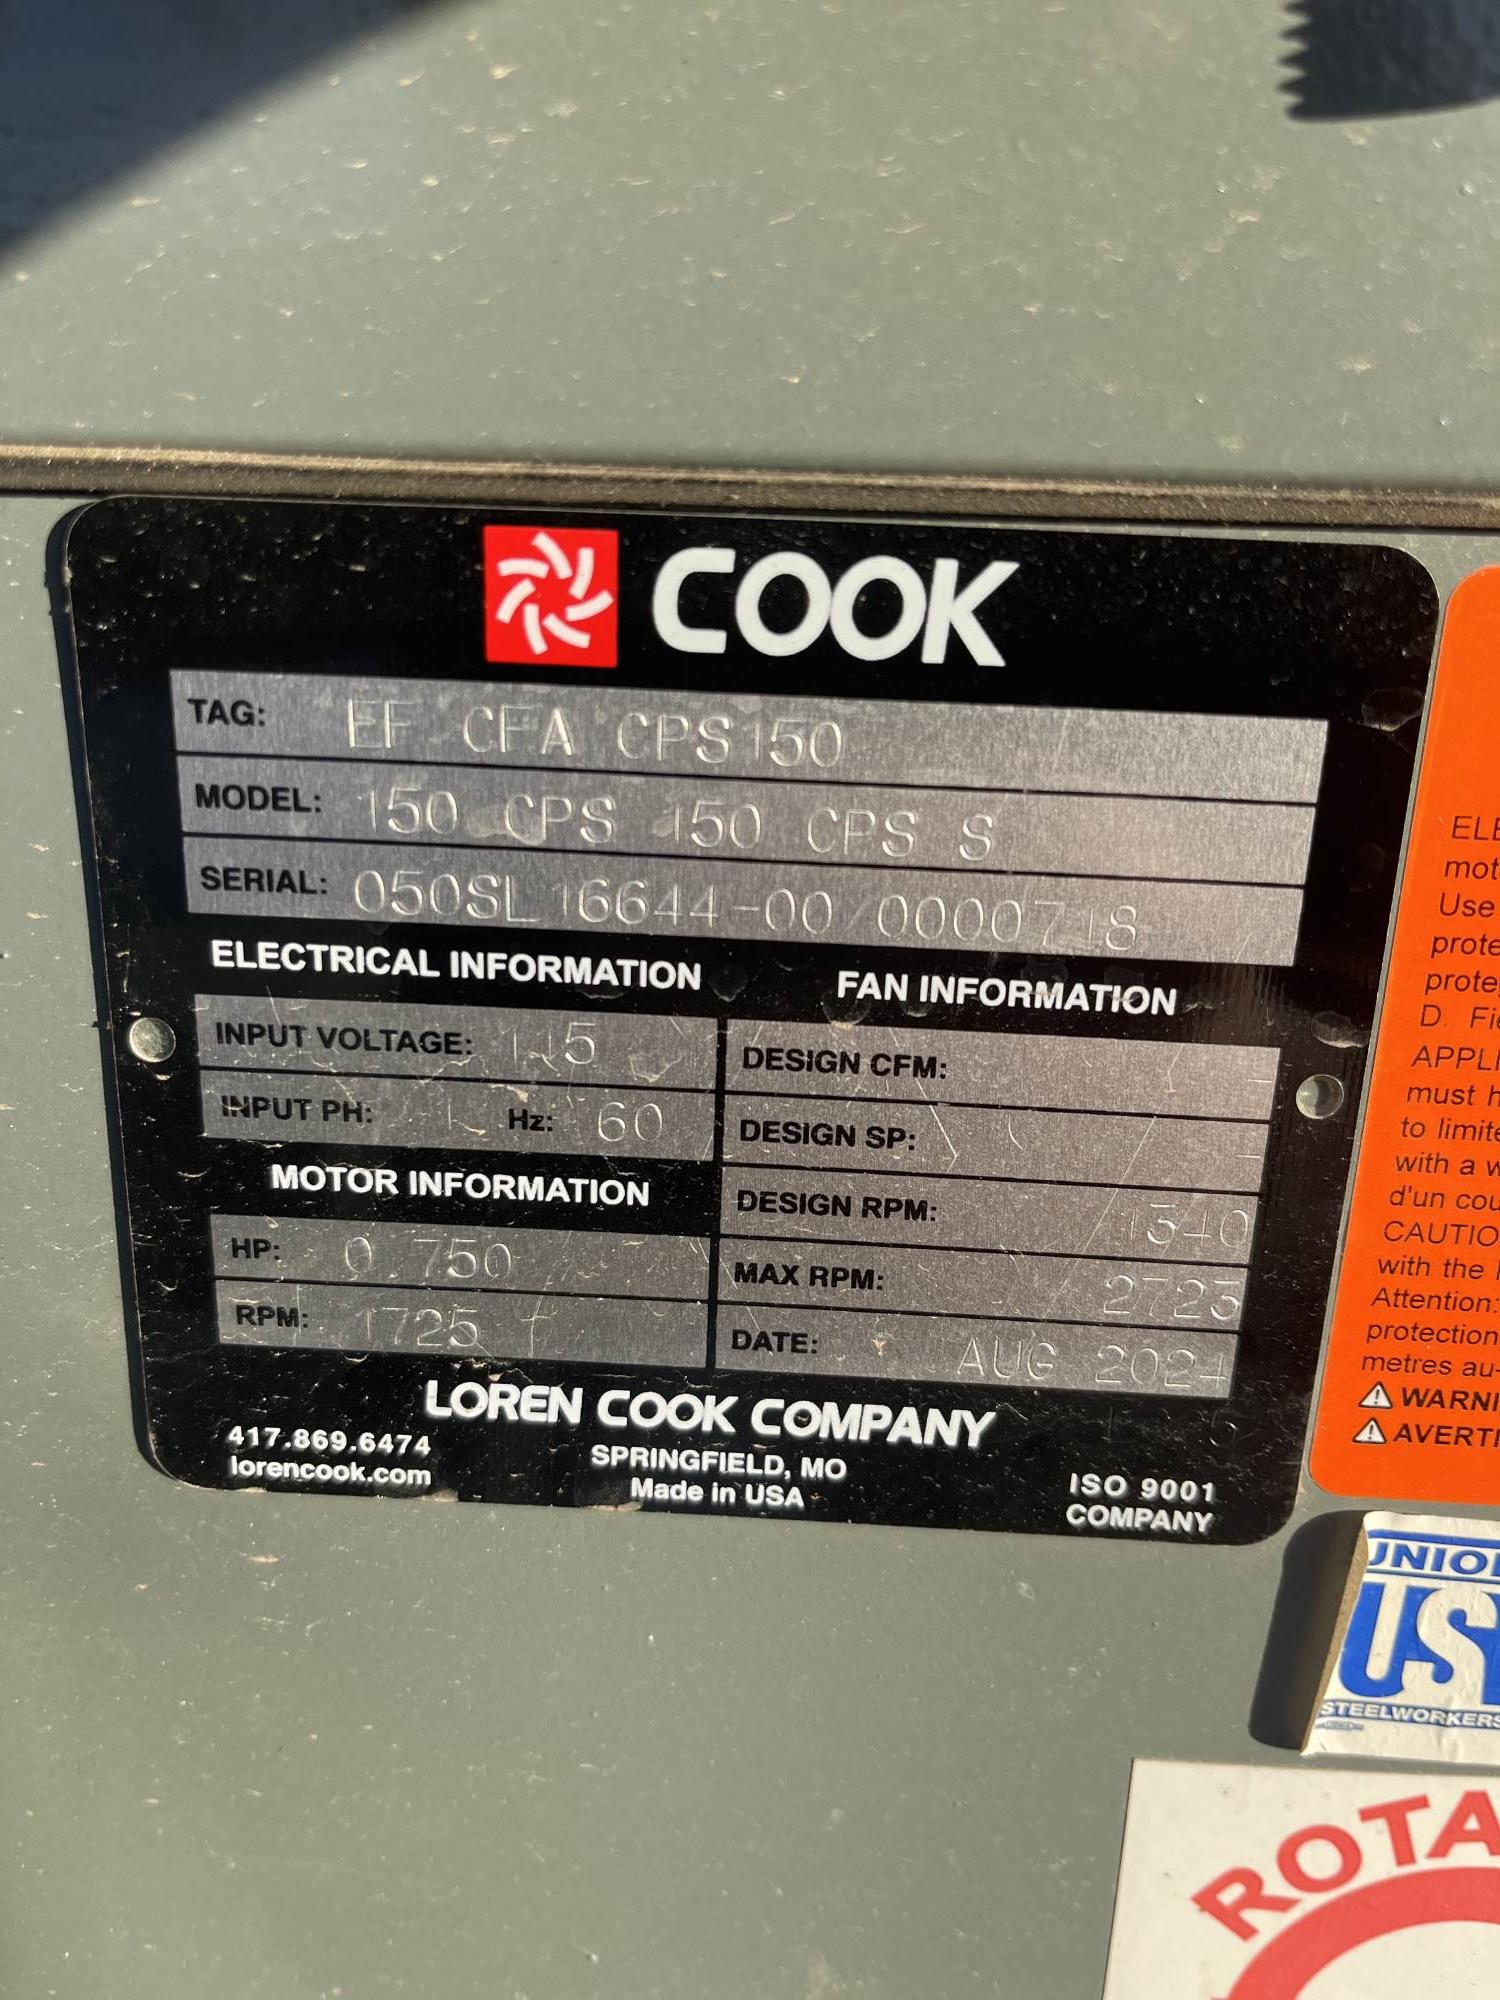 COOK
TAG: EF CFA CPS150
MODEL: 150 CPS 150 CPS S
SERIAL: 050SL16644-00/0000718
ELECTRICAL INFORMATION
INPUT VOLTAGE: 115
INPUT PH: 1 Hz: 60
MOTOR INFORMATION
HP: 0.750
RPM: 1725
FAN INFORMATION
DESIGN CFM:
DESIGN SP:
DESIGN RPM: 1340
MAX RPM: 2723
DATE: AUG 2024
LOREN COOK COMPANY
417.869.6474
lorencook.com
SPRINGFIELD, MO
Made in USA
ISO 9001
COMPANY
ELE
mot
Use
prote
prote
D. Fie
APPLI
must h
to limite
with a w
d'un cou
CAUTIO
with the
Attention:
protection
metres au-
WARNI
AVERTI
UNIO
US
STEELWORKERS
ROTA